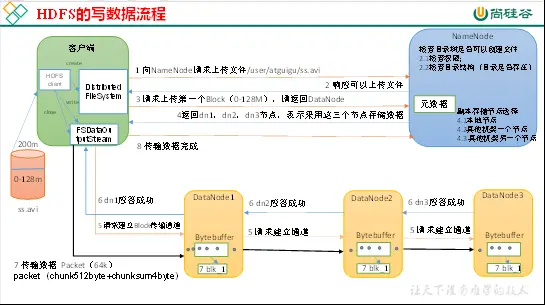 HDFS的写数据流程
尚硅谷
客户端
create
HDFS
client
Distributed
FileSystem
write
close
FSDataOu
tputStream
200m
0-128m
ss.avi
NameNode
检查目录树是否可以创建文件
2.1检查权限
2.2检查目录结构（目录是否存在）
元数据
副本存储节点选择
4.1本地节点
4.2其他机架一个节点
4.3其他机架另一个节点
1 向NameNode请求上传文件/user/atguigu/ss.avi
2 响应可以上传文件
3 请求上传第一个Block（0-128M），请返回DataNode
4返回dn1，dn2，dn3节点，表示采用这三个节点存储数据
8 传输数据完成
6 dn1应答成功
5 请求建立Block传输通道
DataNode1
Bytebuffer
7 blk_1
6 dn2应答成功
5请求建立通道
DataNode2
Bytebuffer
7 blk_1
6 dn3应答成功
5 请求建立通道
DataNode3
Bytebuffer
7 blk_1
7 传输数据 Packet（64k）
packet（chunk512byte+chunksum4byte）
让天下没有难学的技术